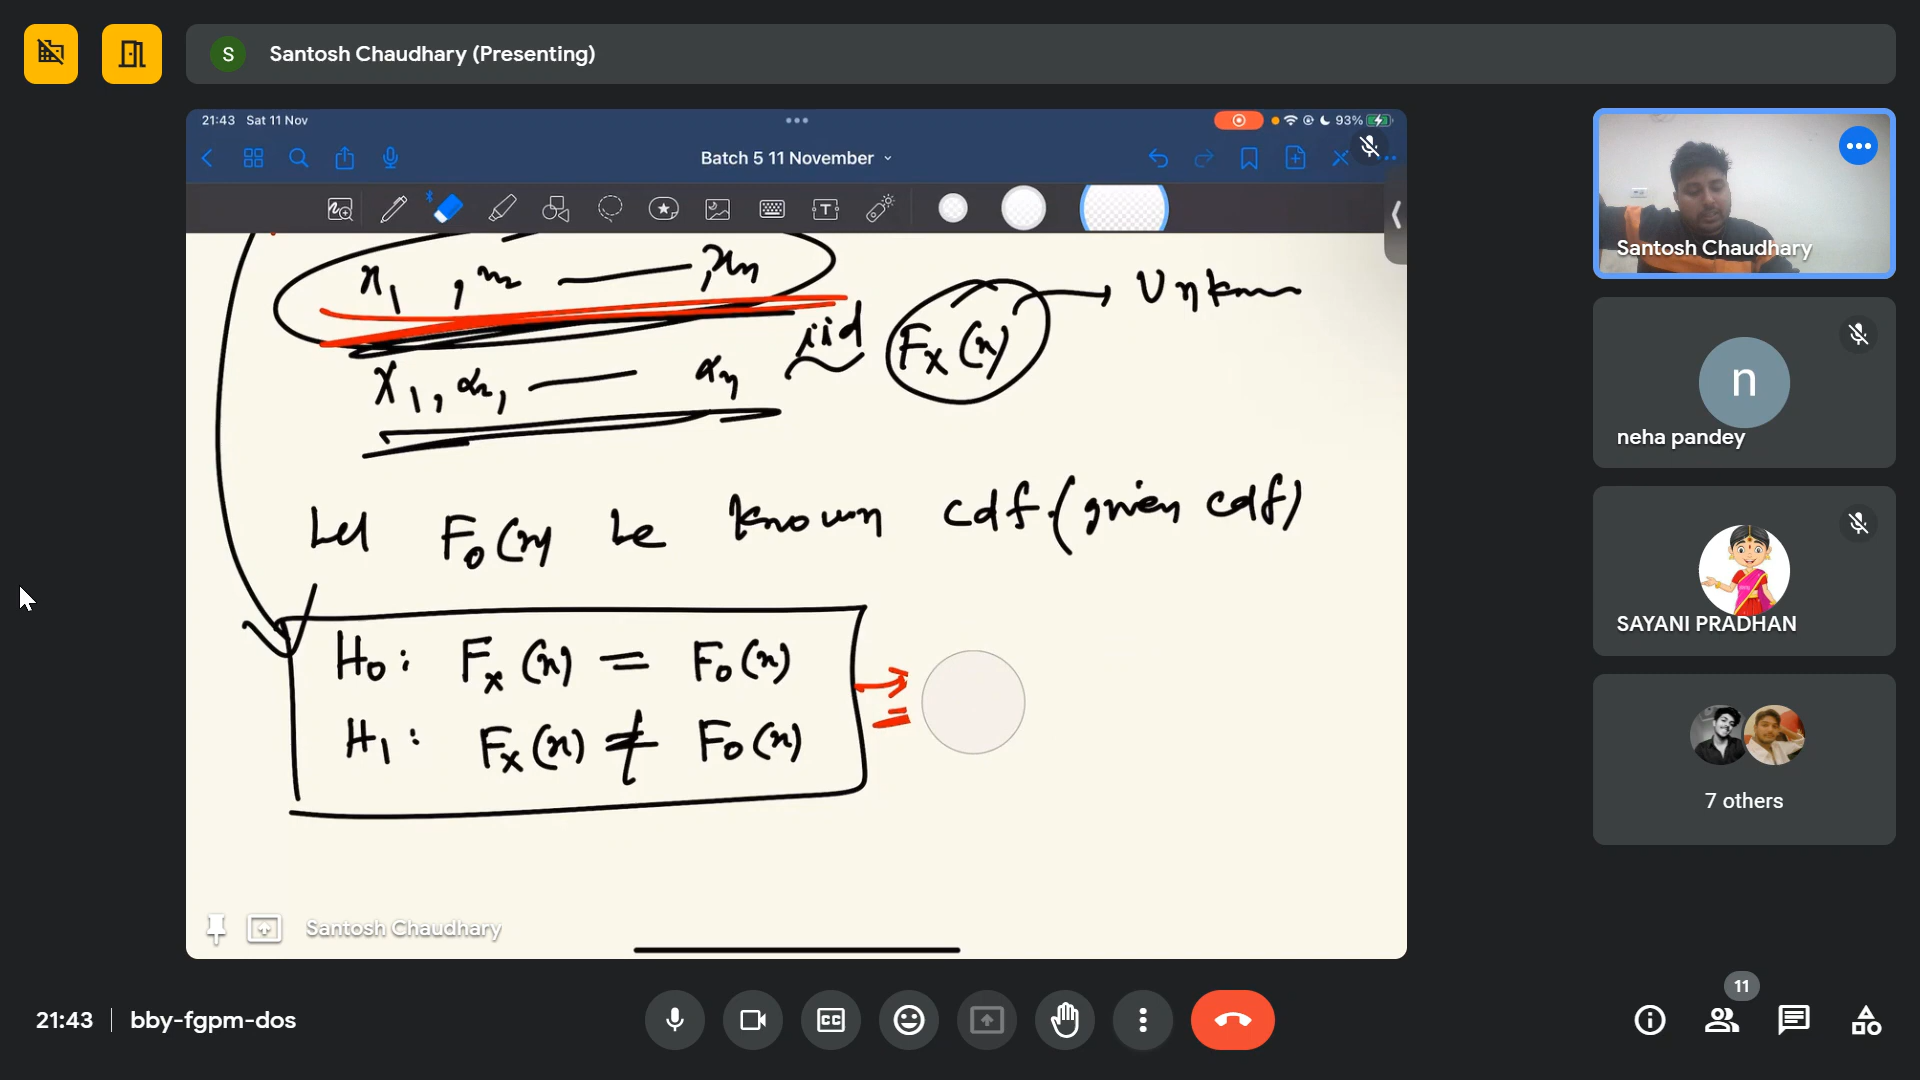 S Santosh Chaudhary (Presenting)
21:43 Sat 11 Nov
93%
Batch 5 11 November
T
x1 , x2 —— , xn
iid Fx(x) → Unknown
X1, x2, —— xn
Let F0(x) be known cdf. (given cdf)
H0 : Fx(x) = F0(x)
H1 : Fx(x) ≠ F0(x)
Santosh Chaudhary
Santosh Chaudhary
n
neha pandey
SAYANI PRADHAN
7 others
21:43 | bby-fgpm-dos
CC
11